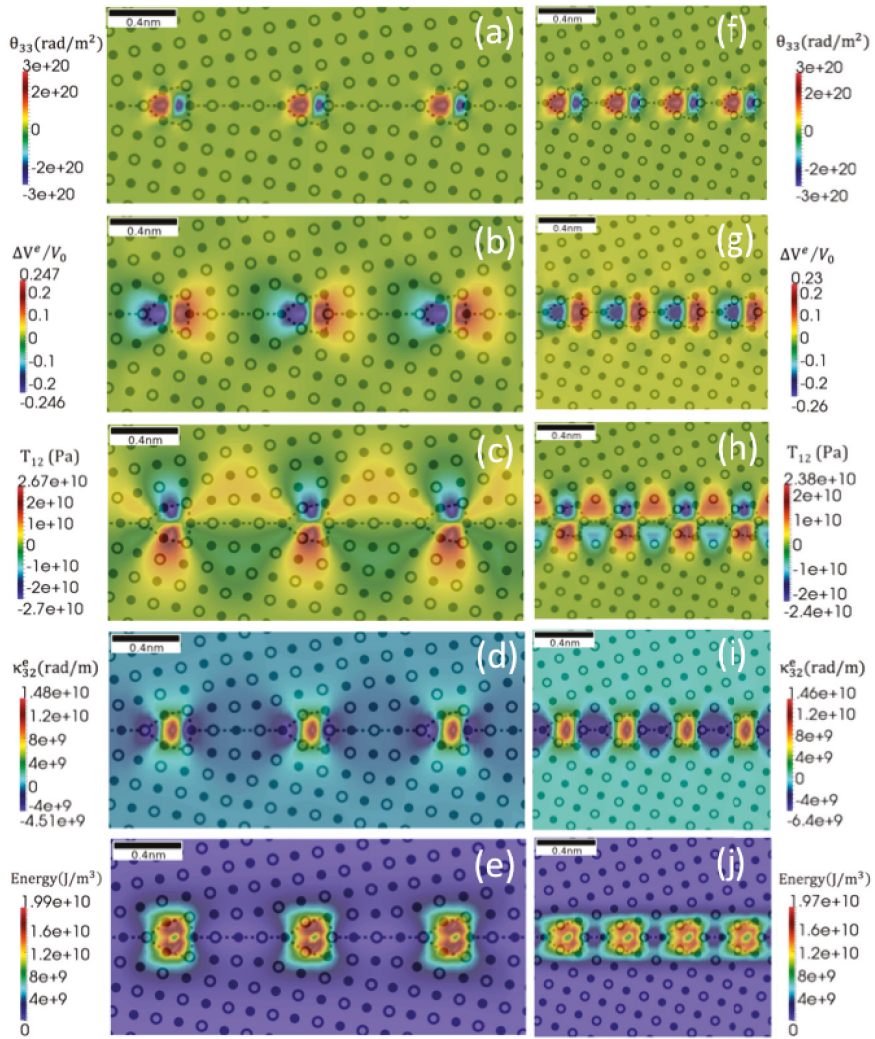 θ₃₃(rad/m²)
3e+20
2e+20
0
-2e+20
-3e+20
0.4nm
(a)
0.4nm
(f)
θ₃₃(rad/m²)
3e+20
2e+20
0
-2e+20
-3e+20
ΔVᵉ/V₀
0.247
0.2
0.1
0
-0.1
-0.2
-0.246
0.4nm
(b)
0.4nm
(g)
ΔVᵉ/V₀
0.23
0.2
0.1
0
-0.1
-0.2
-0.26
T₁₂ (Pa)
2.67e+10
2e+10
1e+10
0
-1e+10
-2e+10
-2.7e+10
0.4nm
(c)
0.4nm
(h)
T₁₂ (Pa)
2.38e+10
2e+10
1e+10
0
-1e+10
-2e+10
-2.4e+10
κᵉ₃₂(rad/m)
1.48e+10
1.2e+10
8e+9
4e+9
0
-4e+9
-4.51e+9
0.4nm
(d)
0.4nm
(i)
κᵉ₃₂(rad/m)
1.46e+10
1.2e+10
8e+9
4e+9
0
-4e+9
-6.4e+9
Energy(J/m³)
1.99e+10
1.6e+10
1.2e+10
8e+9
4e+9
0
0.4nm
(e)
0.4nm
(j)
Energy(J/m³)
1.97e+10
1.6e+10
1.2e+10
8e+9
4e+9
0